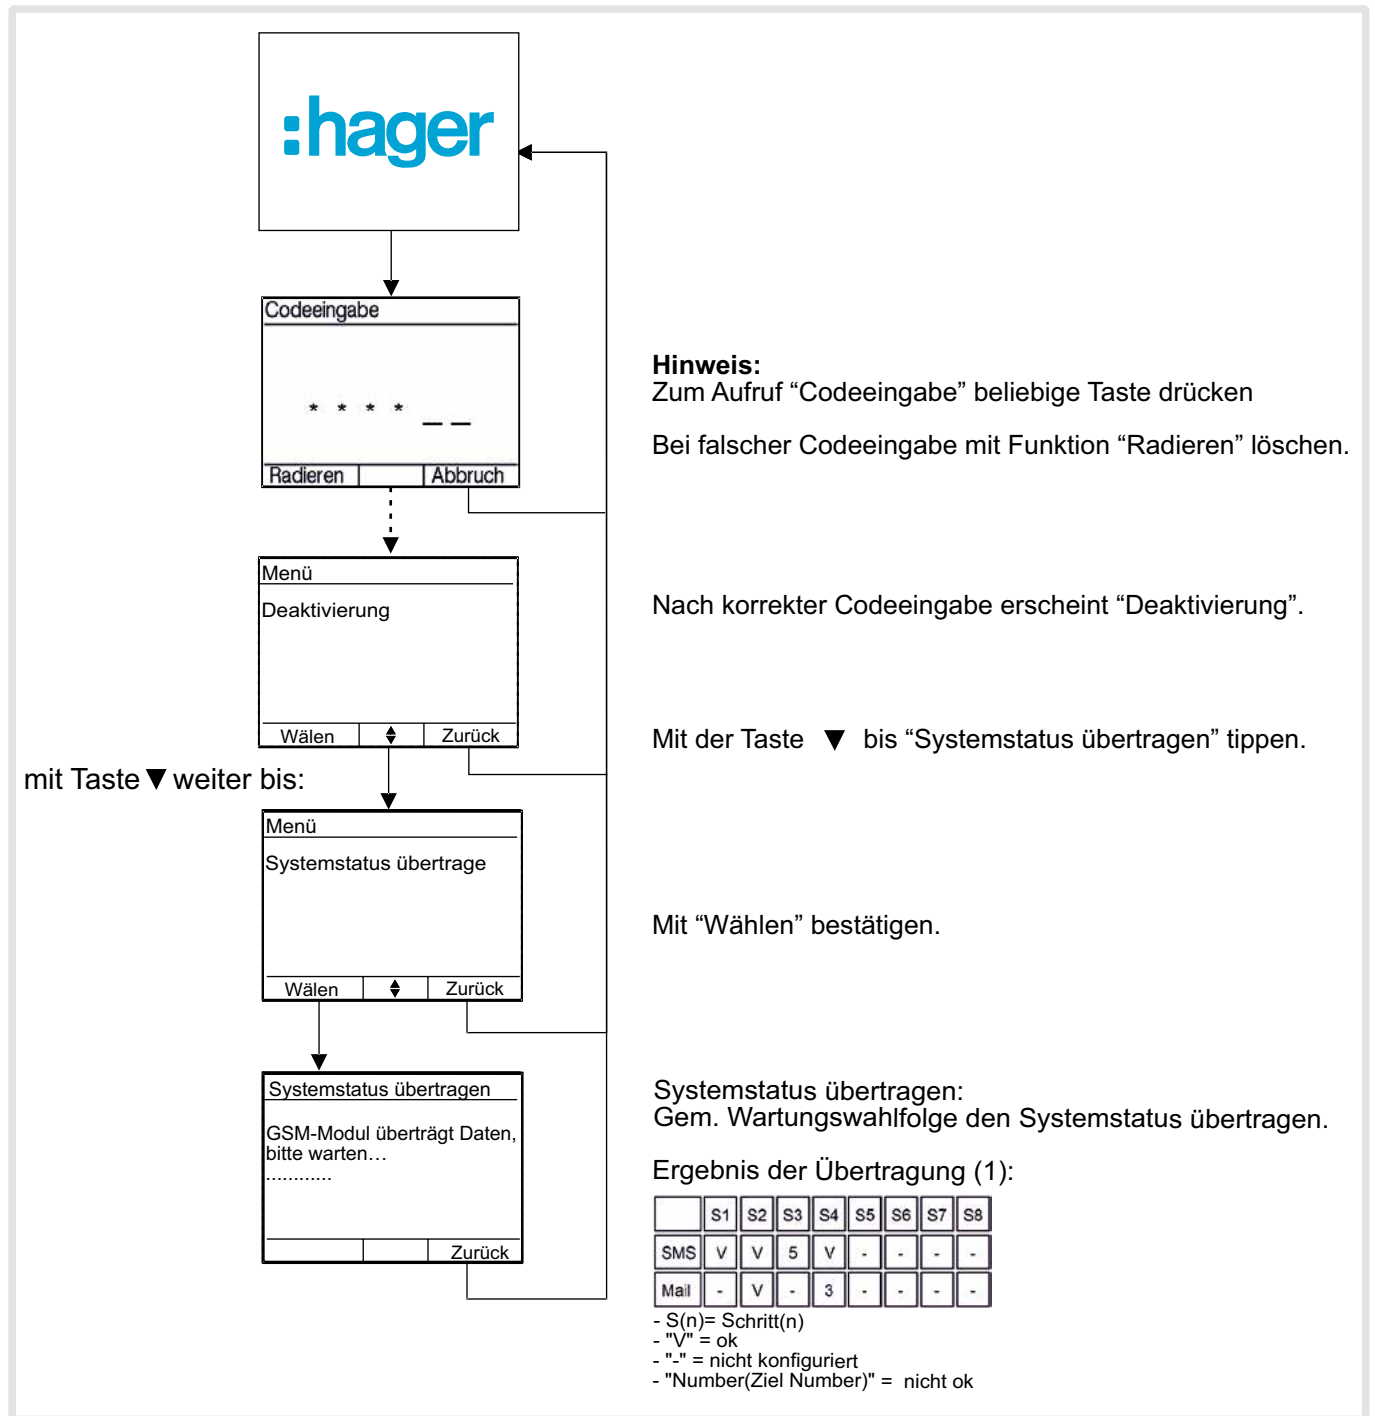 :hager
Codeeingabe
* * * * _ _
Radieren Abbruch
Hinweis:
Zum Aufruf “Codeeingabe” beliebige Taste drücken
Bei falscher Codeeingabe mit Funktion “Radieren” löschen.
Menü
Deaktivierung
Wälen Zurück
Nach korrekter Codeeingabe erscheint “Deaktivierung”.
Mit der Taste ▼ bis “Systemstatus übertragen” tippen.
mit Taste ▼ weiter bis:
Menü
Systemstatus übertrage
Wälen Zurück
Mit “Wählen” bestätigen.
Systemstatus übertragen
GSM-Modul überträgt Daten,
bitte warten…
............
Zurück
Systemstatus übertragen:
Gem. Wartungswahlfolge den Systemstatus übertragen.
Ergebnis der Übertragung (1):
S1 S2 S3 S4 S5 S6 S7 S8
SMS V V 5 V - - - -
Mail - V - 3 - - - -
- S(n)= Schritt(n)
- "V" = ok
- "-" = nicht konfiguriert
- "Number(Ziel Number)" = nicht ok